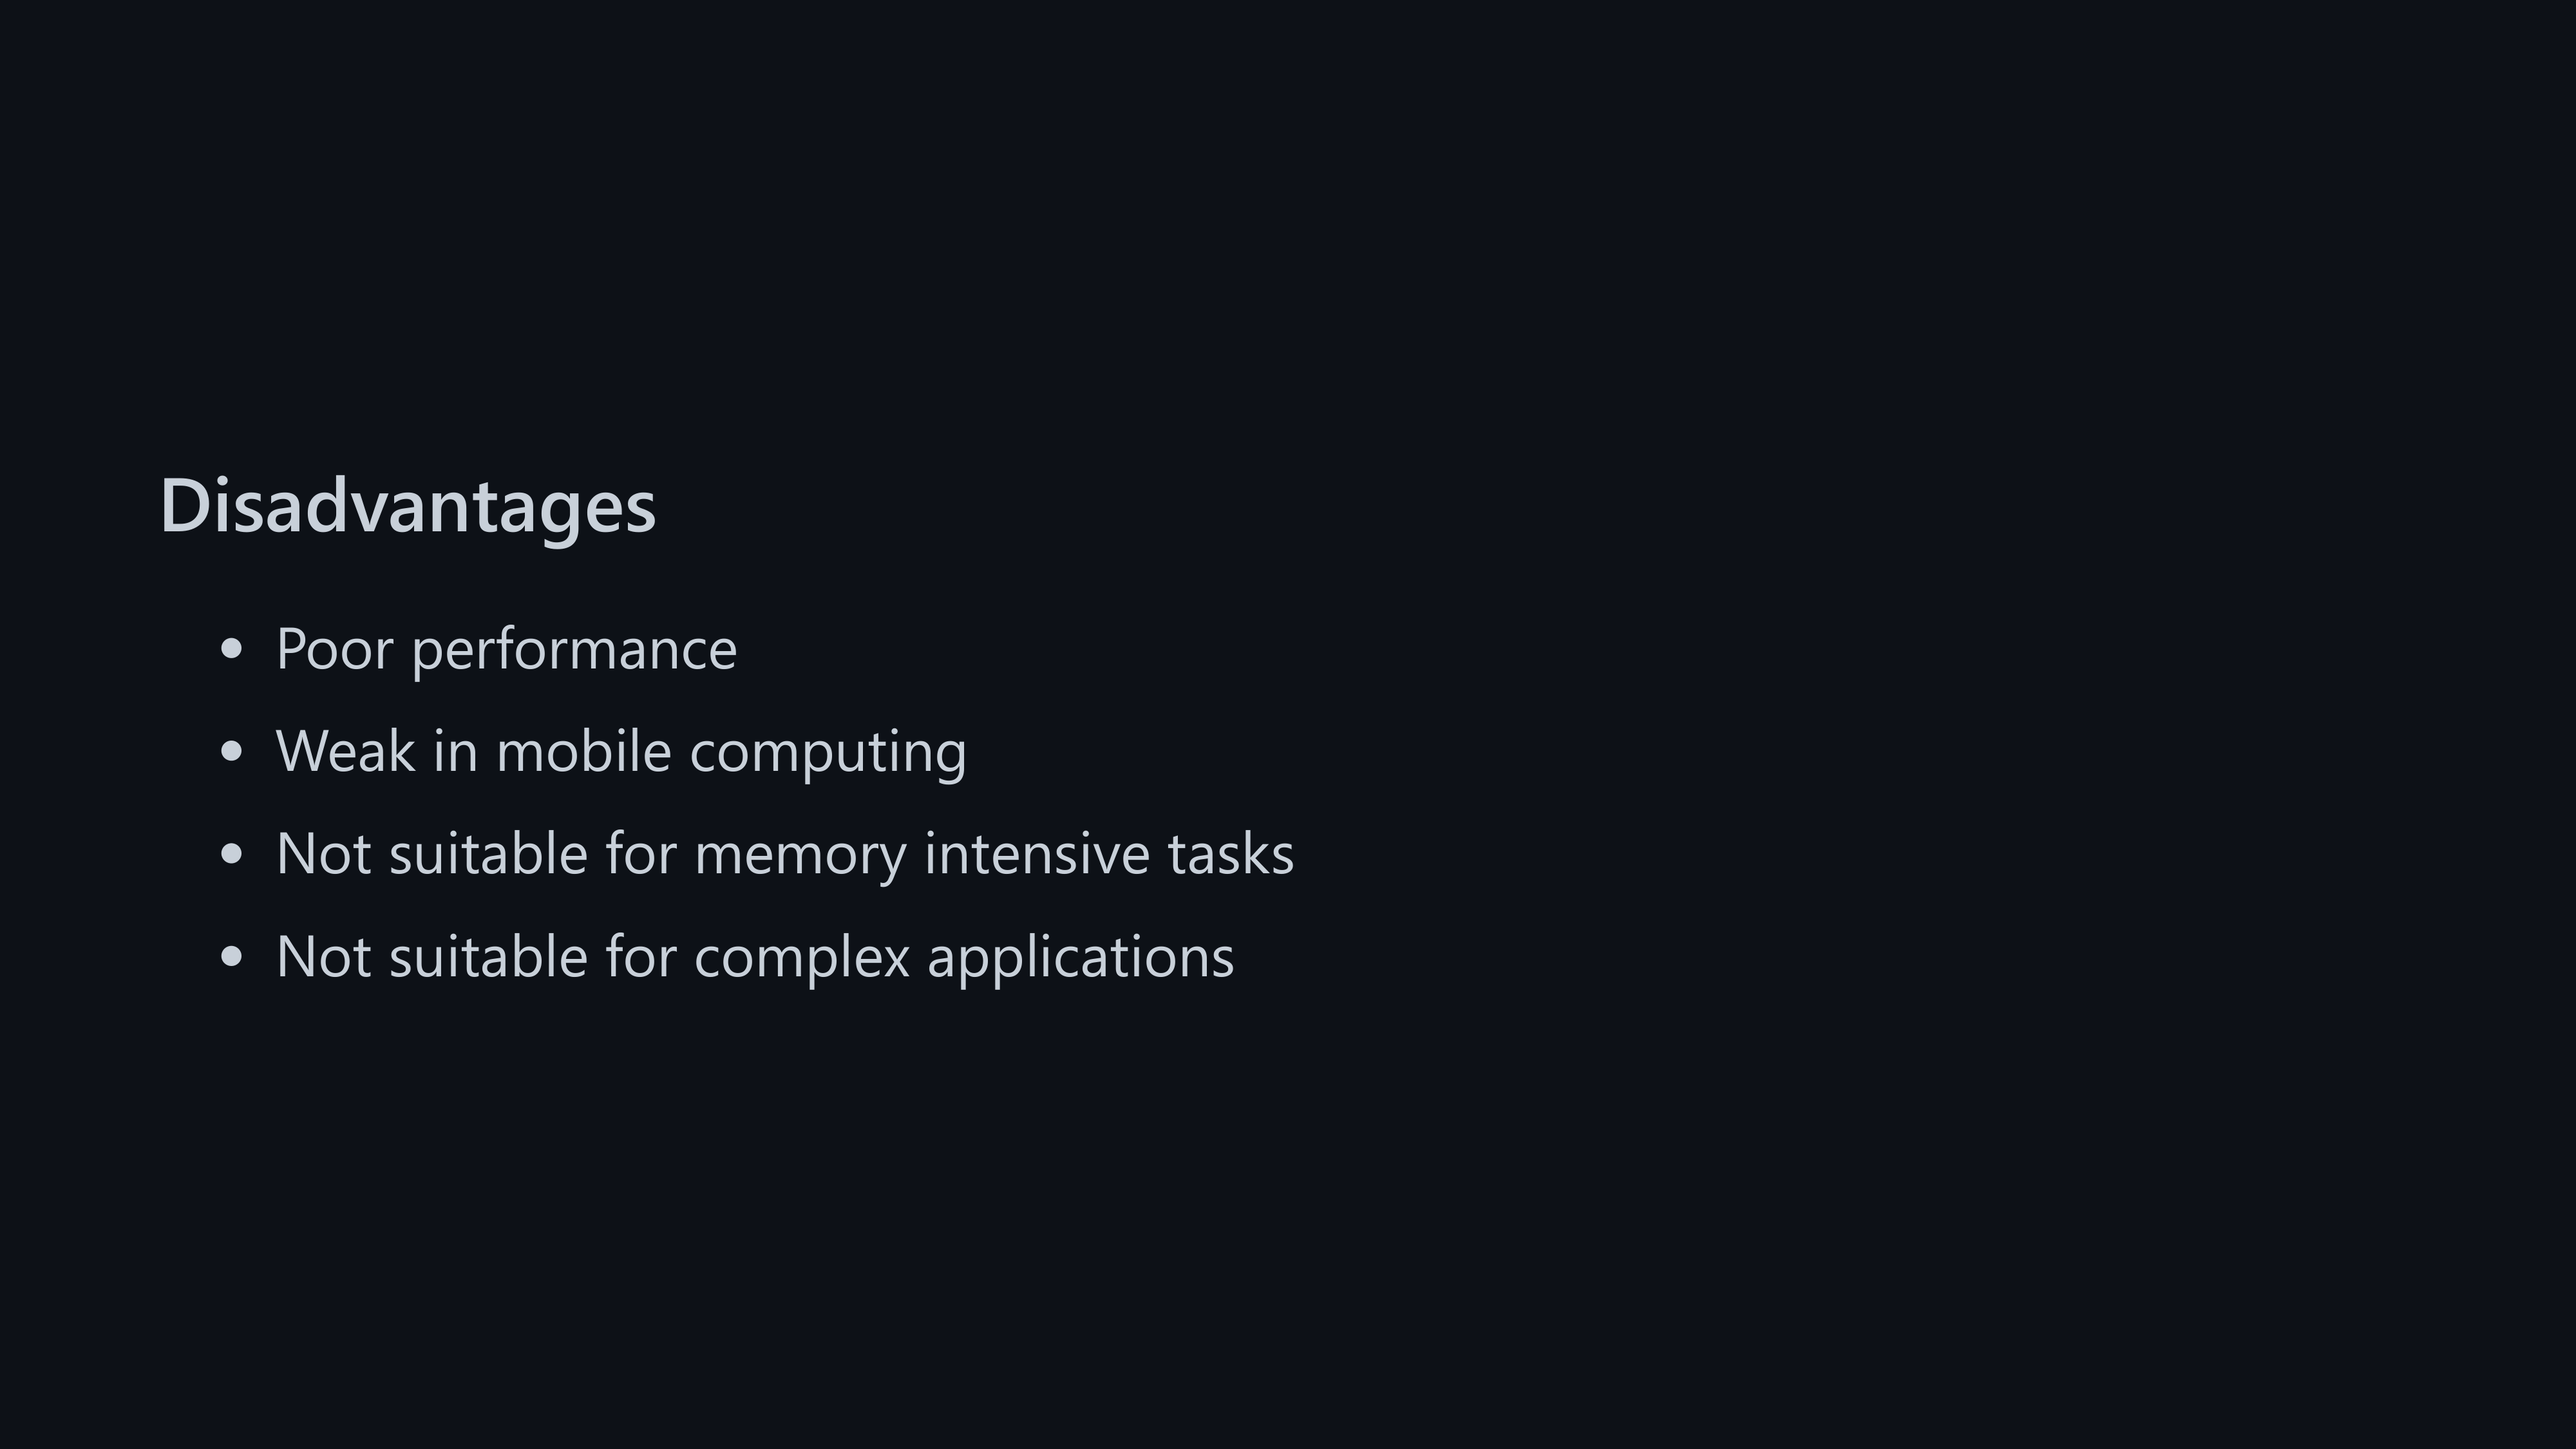 Disadvantages
• Poor performance
• Weak in mobile computing
• Not suitable for memory intensive tasks
• Not suitable for complex applications